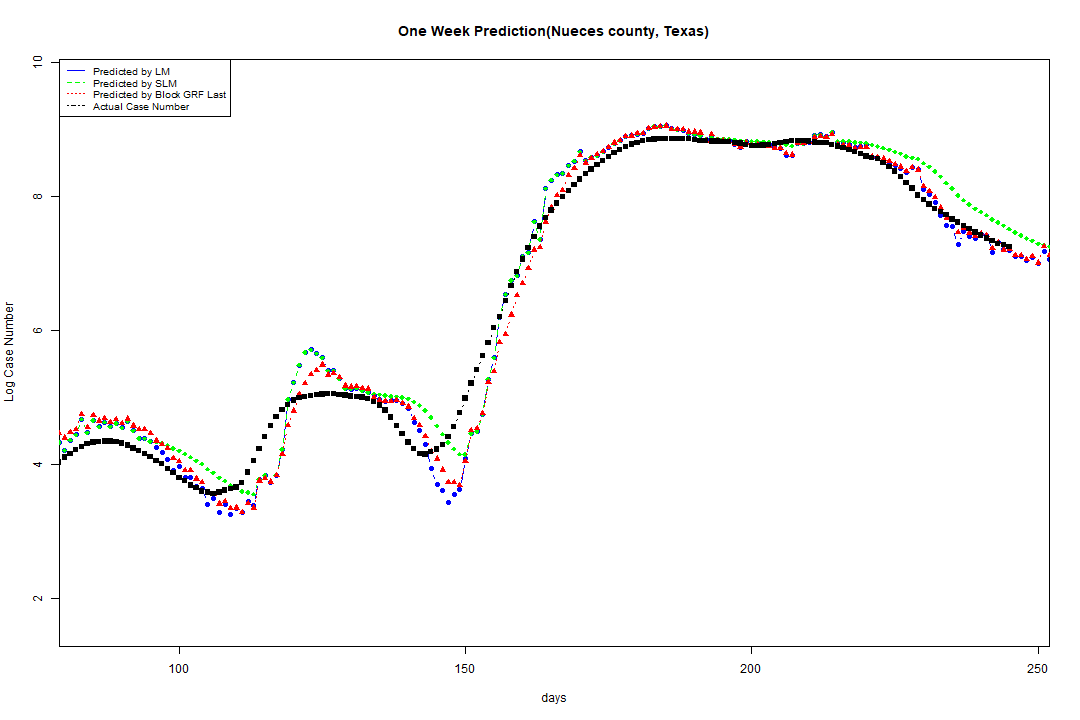 One Week Prediction(Nueces county, Texas)
Predicted by LM
Predicted by SLM
Predicted by Block GRF Last
Actual Case Number
10
8
6
4
2
Log Case Number
100
150
200
250
days